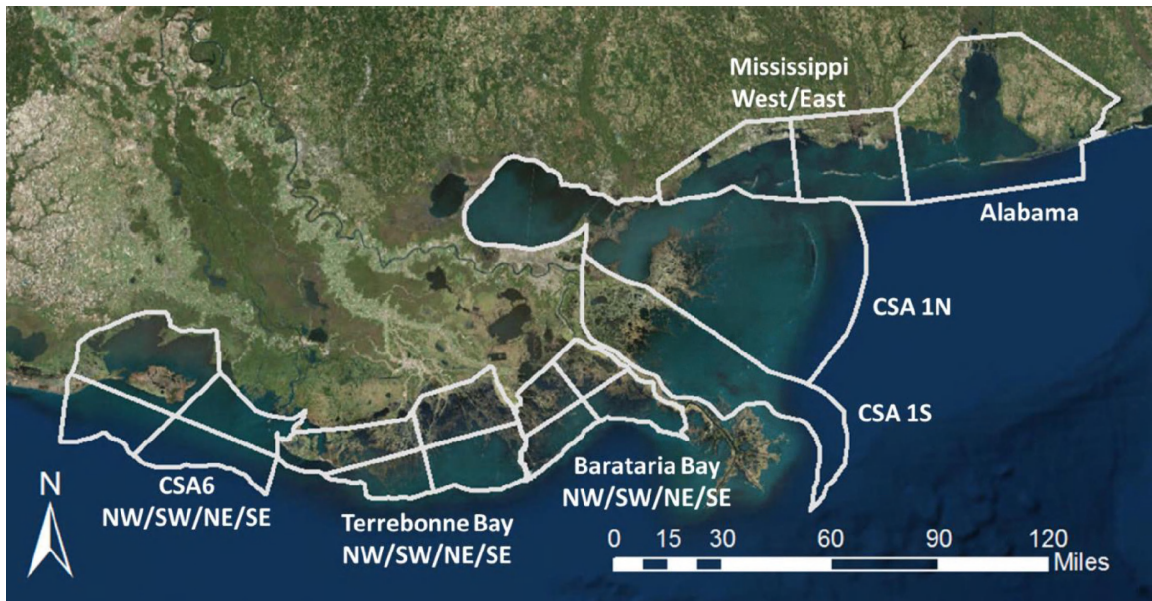 Mississippi
West/East
Alabama
CSA 1N
CSA 1S
Barataria Bay
NW/SW/NE/SE
CSA6
NW/SW/NE/SE
Terrebonne Bay
NW/SW/NE/SE
N
0 15 30 60 90 120
Miles